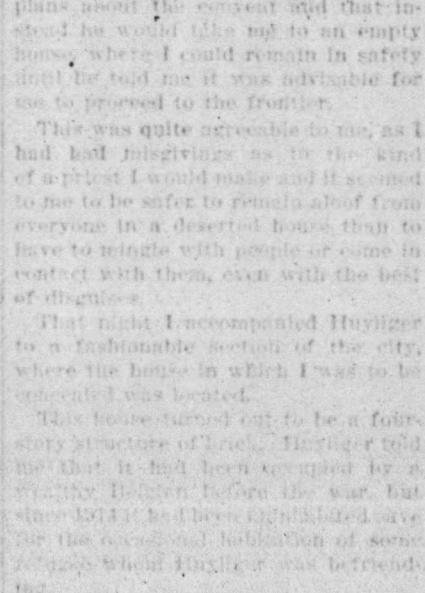 plans about the convent and that in-
stead he would take me to an empty
house, where I could remain in safety
until he told me it was advisable for
me to proceed to the frontier.
This was quite agreeable to me, as I
had had misgivings as to the kind
of a priest I would make and it seemed
to me to be safer to remain aloof from
everyone in a deserted house than to
have to mingle with people or come in
contact with them, even with the best
of disguises.
That night I accompanied Huyliger
to a fashionable section of the city,
where the house in which I was to be
concealed was located.
This house turned out to be a four-
story structure of brick. Huyliger told
me that it had been occupied by a
wealthy Belgian before the war, but
since 1914 it had been uninhabited save
for the occasional habitation of some
refugee whom Huyliger was befriend-
ing.